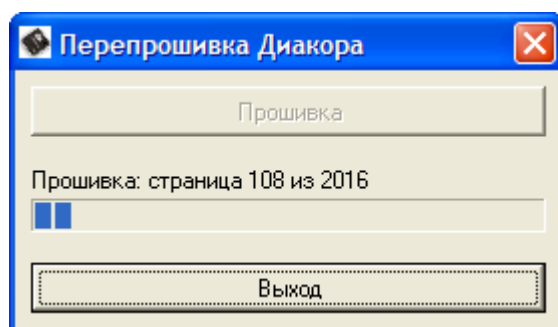 Перепрошивка Диакора
Прошивка
Прошивка: страница 108 из 2016
Выход